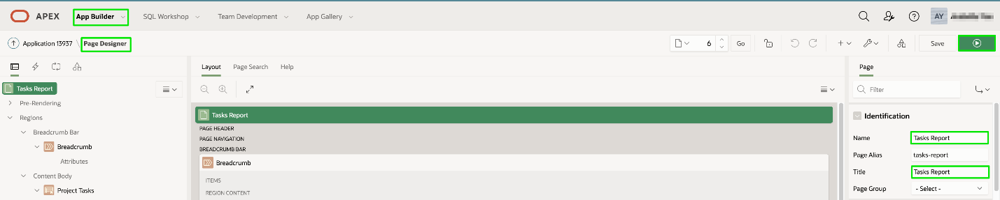 APEX App Builder SQL Workshop Team Development App Gallery AY
Application 13937 \ Page Designer 6 Go Save
Layout Page Search Help Page
Tasks Report
Filter
Pre-Rendering
Tasks Report
Regions
Identification
PAGE HEADER
Breadcrumb Bar
Name Tasks Report
PAGE NAVIGATION
Breadcrumb
BREADCRUMB BAR
Page Alias tasks-report
Attributes
Breadcrumb
Title Tasks Report
Content Body
ITEMS
Page Group - Select -
Project Tasks
REGION CONTENT